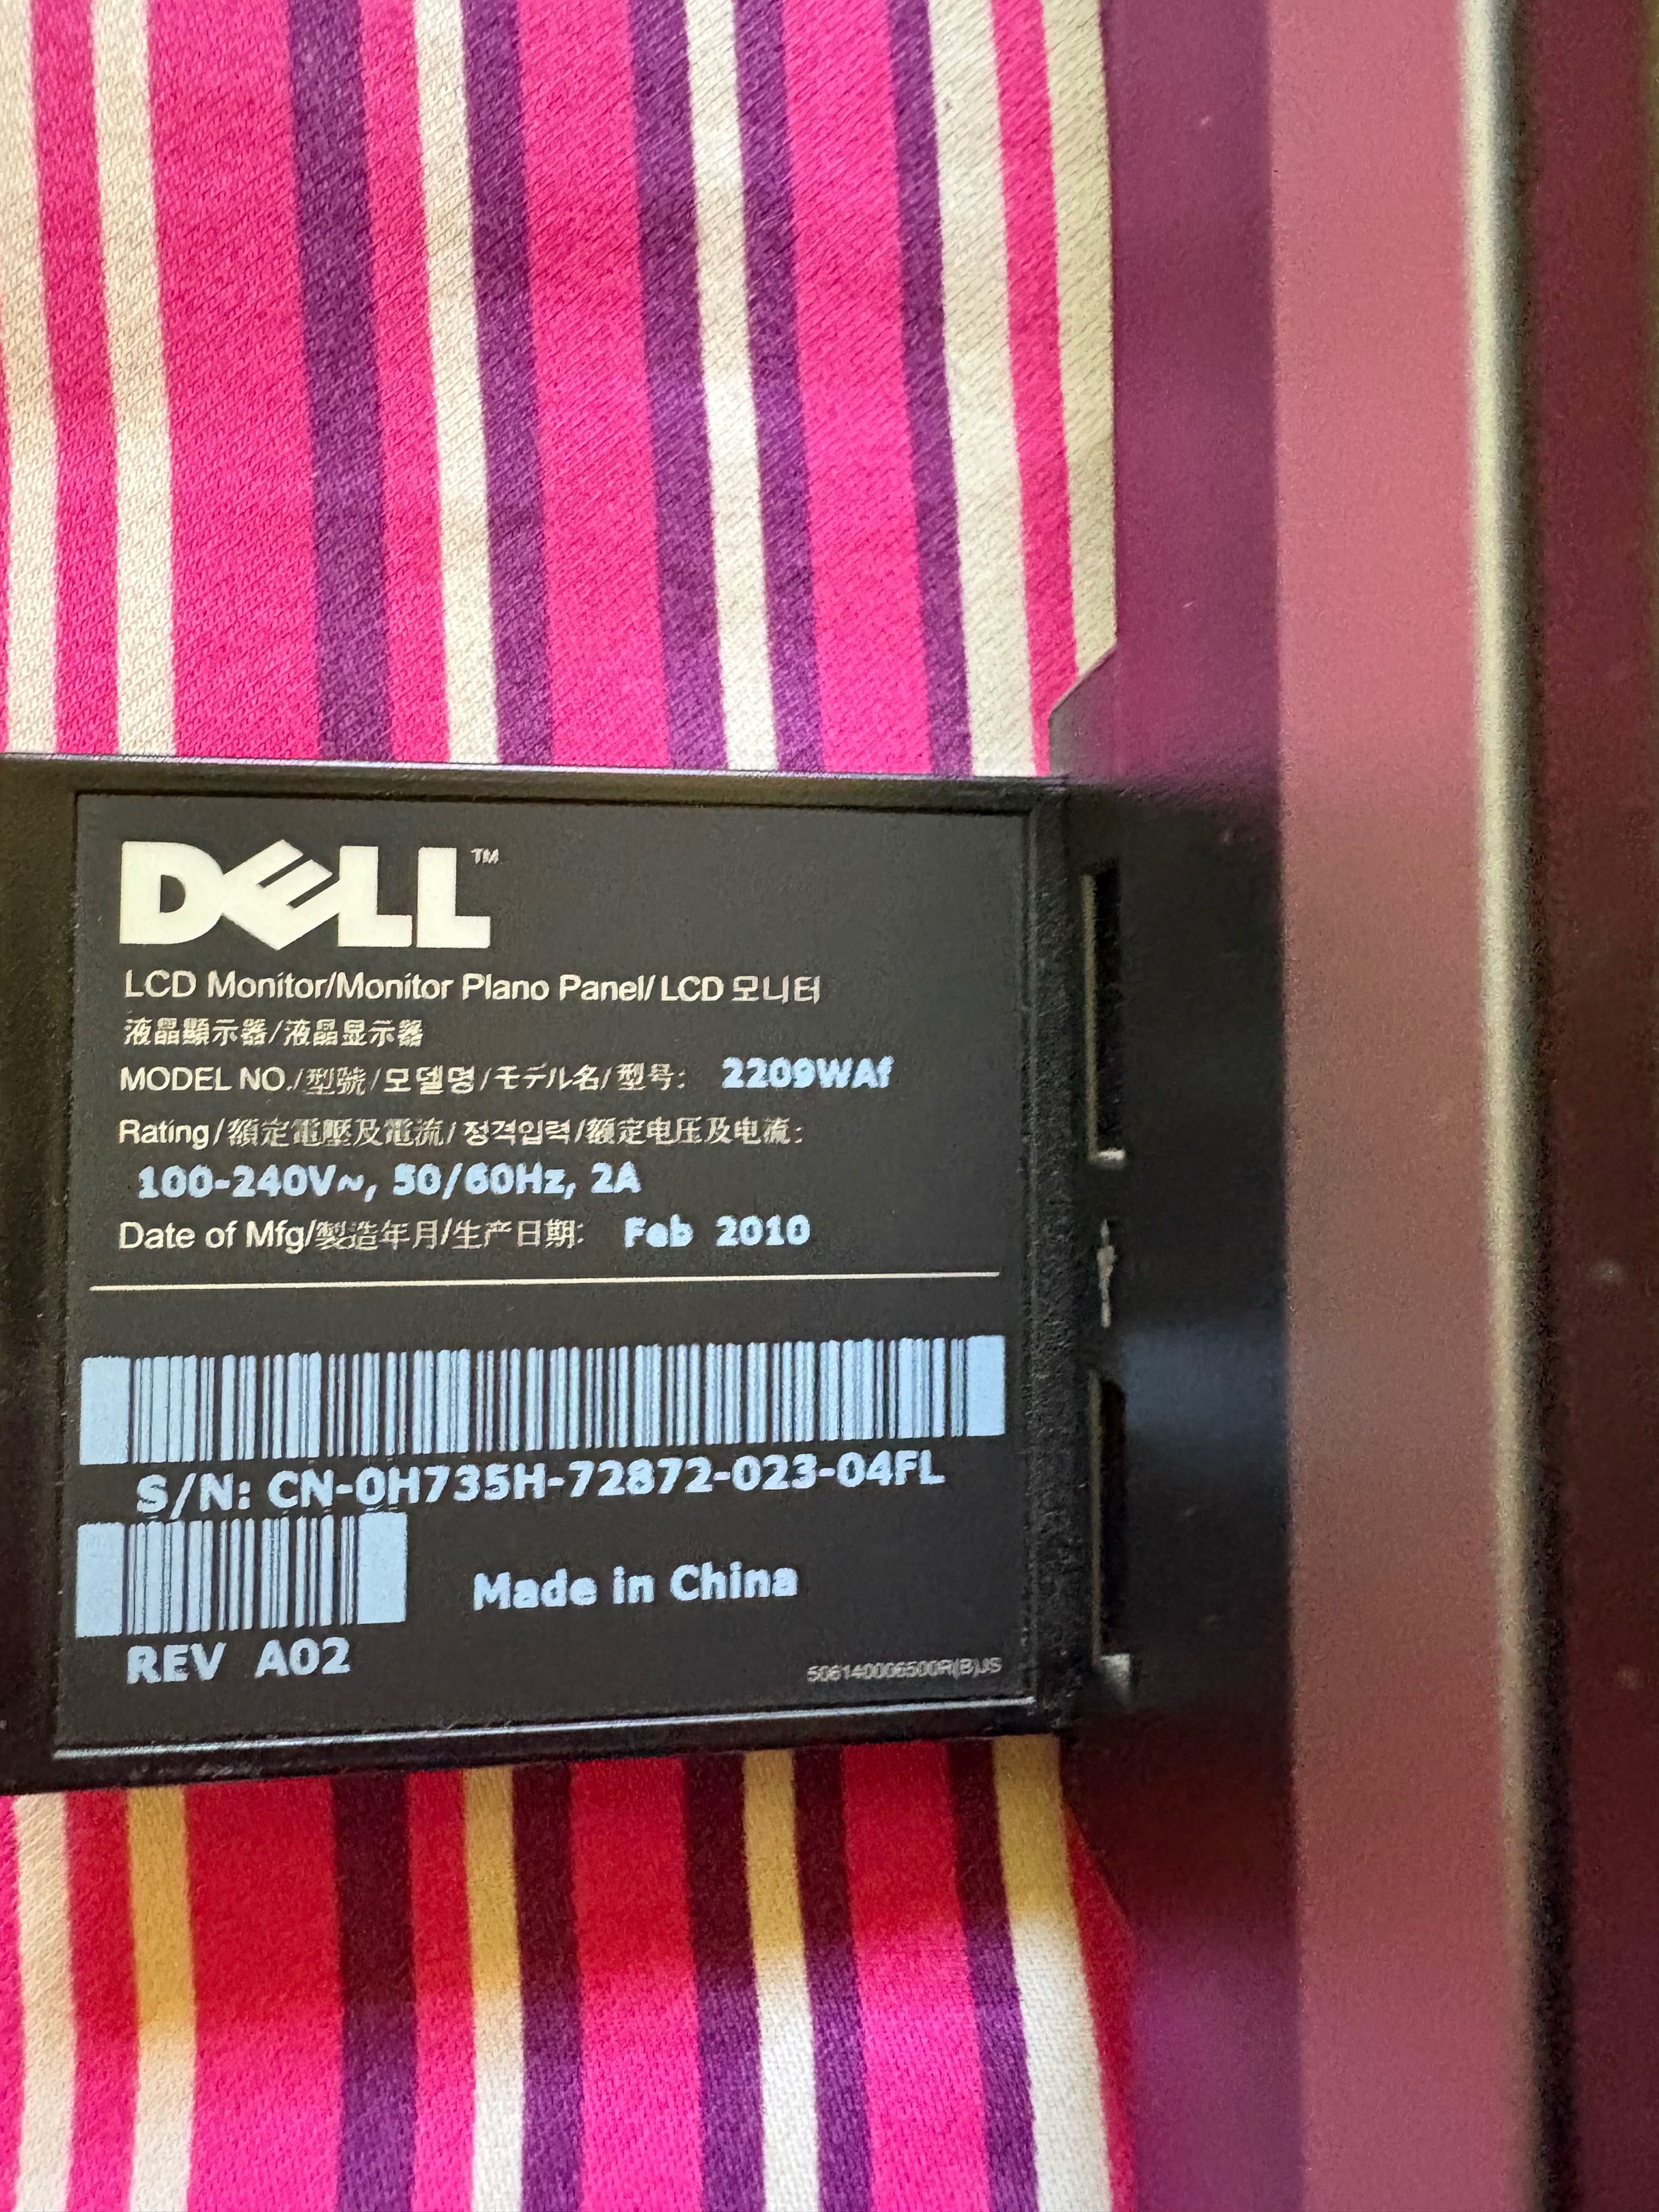 DELL™
LCD Monitor/Monitor Plano Panel/LCD 모니터
液晶顯示器/液晶显示器
MODEL NO./型號/모델명/モデル名/型号: 2209WAf
Rating/額定電壓及電流/정격입력/额定电压及电流:
100-240V~, 50/60Hz, 2A
Date of Mfg/製造年月/生产日期: Feb 2010
S/N: CN-0H735H-72872-023-04FL
Made in China
REV A02
506140006500R(B)JS